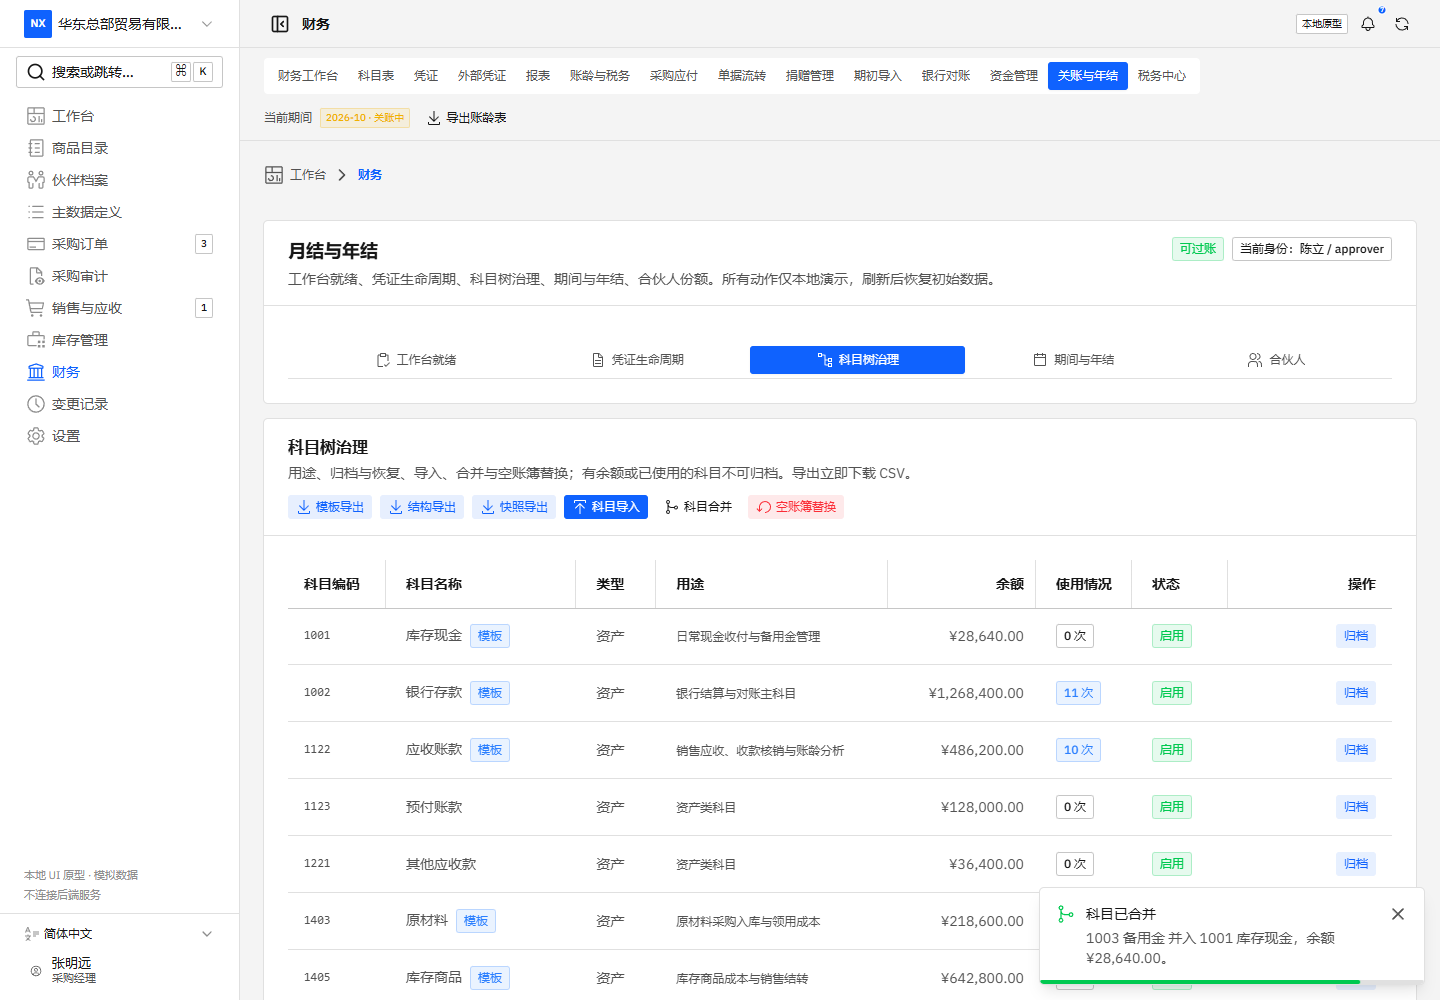 NX 华东总部贸易有限...
搜索或跳转... ⌘ K
工作台
商品目录
伙伴档案
主数据定义
采购订单 3
采购审计
销售与应收 1
库存管理
财务
变更记录
设置
本地 UI 原型 · 模拟数据
不连接后端服务
简体中文
张明远
采购经理
财务
本地原型
?
财务工作台 科目表 凭证 外部凭证 报表 账龄与税务 采购应付 单据流转 捐赠管理 期初导入 银行对账 资金管理 关账与年结 税务中心
当前期间 2026-10 · 关账中 导出账龄表
工作台 财务
月结与年结
可过账 当前身份：陈立 / approver
工作台就绪、凭证生命周期、科目树治理、期间与年结、合伙人份额。所有动作仅本地演示，刷新后恢复初始数据。
工作台就绪 凭证生命周期 科目树治理 期间与年结 合伙人
科目树治理
用途、归档与恢复、导入、合并与空账簿替换；有余额或已使用的科目不可归档。导出立即下载 CSV。
模板导出 结构导出 快照导出 科目导入 科目合并 空账簿替换
科目编码 科目名称 类型 用途 余额 使用情况 状态 操作
1001 库存现金 模板 资产 日常现金收付与备用金管理 ¥28,640.00 0 次 启用 归档
1002 银行存款 模板 资产 银行结算与对账主科目 ¥1,268,400.00 11 次 启用 归档
1122 应收账款 模板 资产 销售应收、收款核销与账龄分析 ¥486,200.00 10 次 启用 归档
1123 预付账款 资产 资产类科目 ¥128,000.00 0 次 启用 归档
1221 其他应收款 资产 资产类科目 ¥36,400.00 0 次 启用 归档
1403 原材料 模板 资产 原材料采购入库与领用成本 ¥218,600.00
1405 库存商品 模板 资产 库存商品成本与销售结转 ¥642,800.00
科目已合并
1003 备用金 并入 1001 库存现金，余额
¥28,640.00。